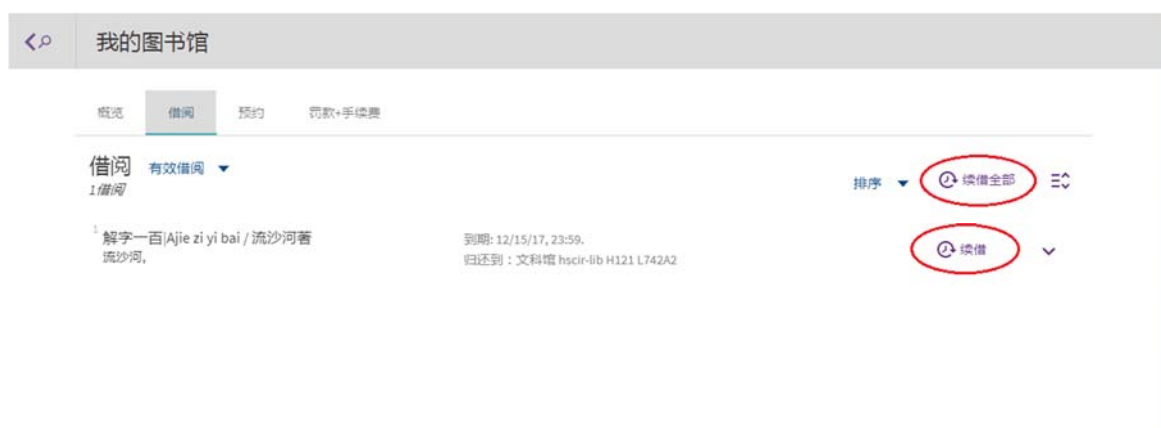 我的图书馆
概览 借阅 预约 罚款+手续费
借阅 有效借阅
1借阅
排序 续借全部
1 解字一百|Ajie zi yi bai / 流沙河著
流沙河,
到期: 12/15/17, 23:59.
归还到：文科馆 hscir-lib H121 L742A2
续借